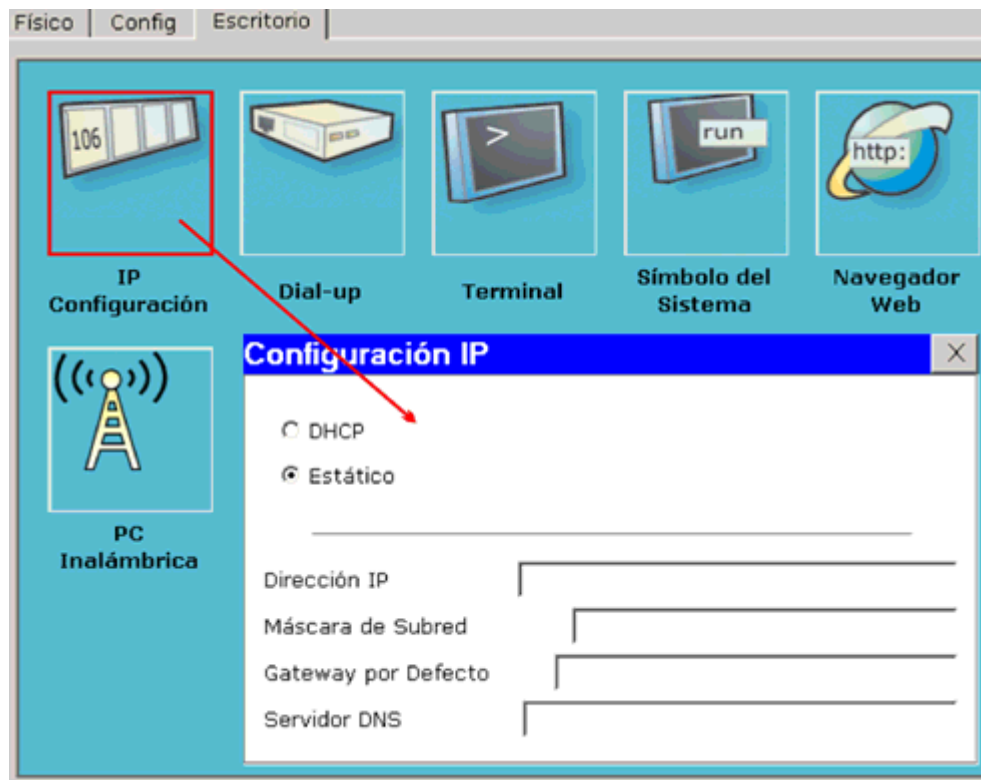 Físico Config Escritorio
106
>
run
http:
IP
Configuración
Dial-up
Terminal
Símbolo del
Sistema
Navegador
Web
PC
Inalámbrica
Configuración IP
DHCP
Estático
Dirección IP
Máscara de Subred
Gateway por Defecto
Servidor DNS